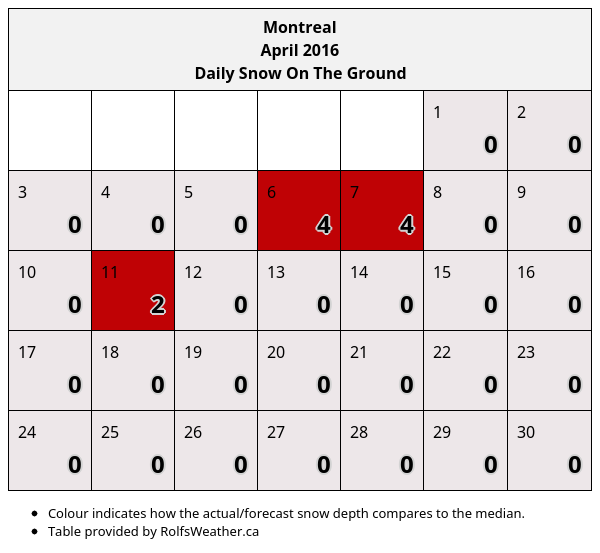 Montreal
April 2016
Daily Snow On The Ground
1 2
0 0
3 4 5 6 7 8 9
0 0 0 4 4 0 0
10 11 12 13 14 15 16
0 2 0 0 0 0 0
17 18 19 20 21 22 23
0 0 0 0 0 0 0
24 25 26 27 28 29 30
0 0 0 0 0 0 0
• Colour indicates how the actual/forecast snow depth compares to the median.
• Table provided by RolfsWeather.ca